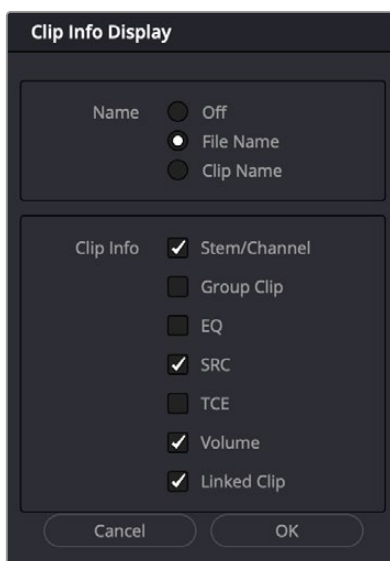 Clip Info Display
Name Off
File Name
Clip Name
Clip Info Stem/Channel
Group Clip
EQ
SRC
TCE
Volume
Linked Clip
Cancel OK